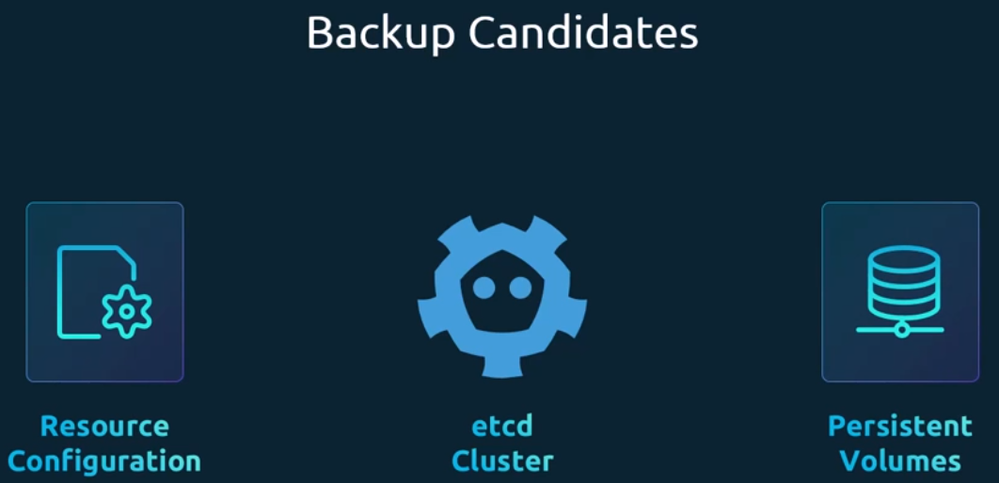 Backup Candidates
Resource
Configuration
etcd
Cluster
Persistent
Volumes